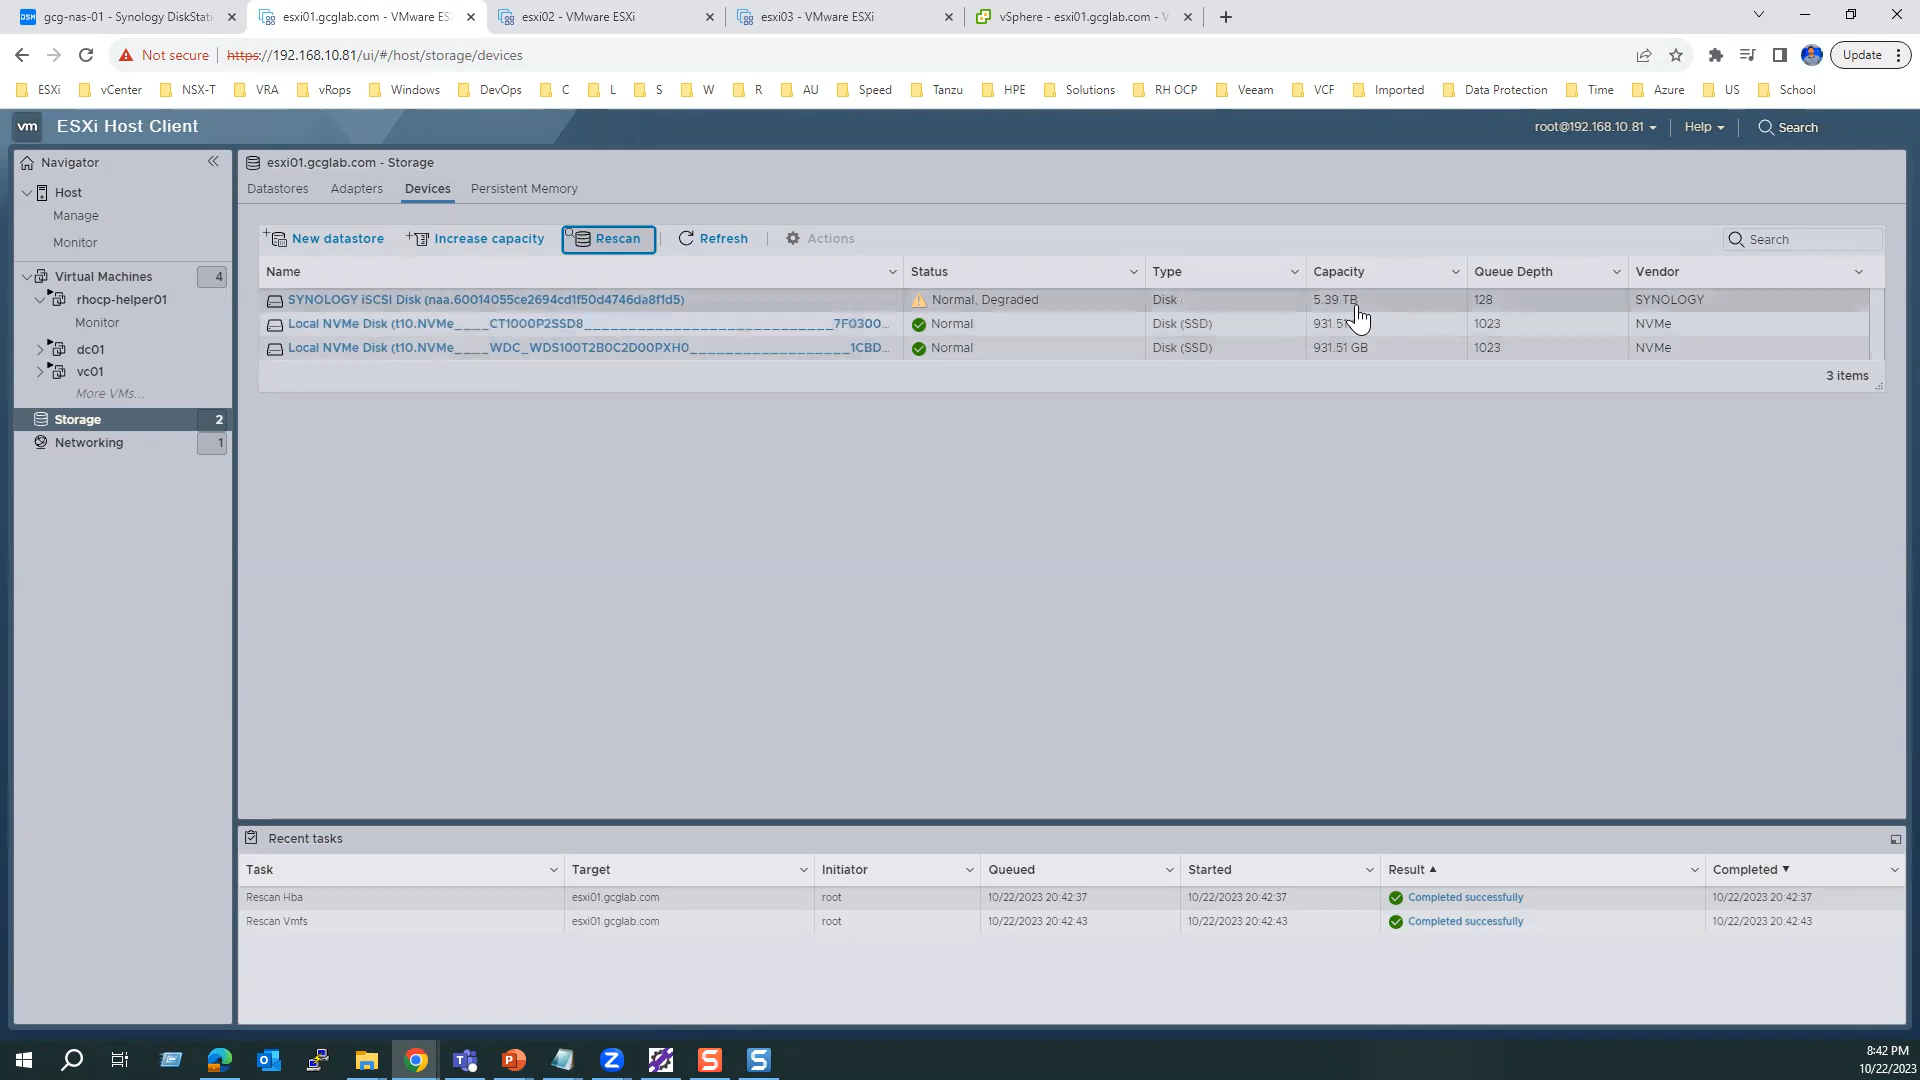 gcg-nas-01 - Synology DiskStati
esxi01.gcglab.com - VMware ES
esxi02 - VMware ESXi
esxi03 - VMware ESXi
vSphere - esxi01.gcglab.com - V
Not secure
https://192.168.10.81/ui/#/host/storage/devices
Update
ESXi
vCenter
NSX-T
VRA
vRops
Windows
DevOps
C
L
S
W
R
AU
Speed
Tanzu
HPE
Solutions
RH OCP
Veeam
VCF
Imported
Data Protection
Time
Azure
US
School
vm
ESXi Host Client
root@192.168.10.81
Help
Search
Navigator
Host
Manage
Monitor
Virtual Machines 4
rhocp-helper01
Monitor
dc01
vc01
More VMs...
Storage 2
Networking 1
esxi01.gcglab.com - Storage
Datastores Adapters Devices Persistent Memory
New datastore Increase capacity Rescan Refresh Actions Search
Name Status Type Capacity Queue Depth Vendor
SYNOLOGY iSCSI Disk (naa.60014055ce2694cd1f50d4746da8f1d5) Normal, Degraded Disk 5.39 TB 128 SYNOLOGY
Local NVMe Disk (t10.NVMe____CT1000P2SSD8____________________________7F0300... Normal Disk (SSD) 931.5 1023 NVMe
Local NVMe Disk (t10.NVMe____WDC_WDS100T2B0C2D00PXH0__________________1CBD... Normal Disk (SSD) 931.51 GB 1023 NVMe
3 items
Recent tasks
Task Target Initiator Queued Started Result Completed
Rescan Hba esxi01.gcglab.com root 10/22/2023 20:42:37 10/22/2023 20:42:37 Completed successfully 10/22/2023 20:42:37
Rescan Vmfs esxi01.gcglab.com root 10/22/2023 20:42:43 10/22/2023 20:42:43 Completed successfully 10/22/2023 20:42:43
8:42 PM
10/22/2023